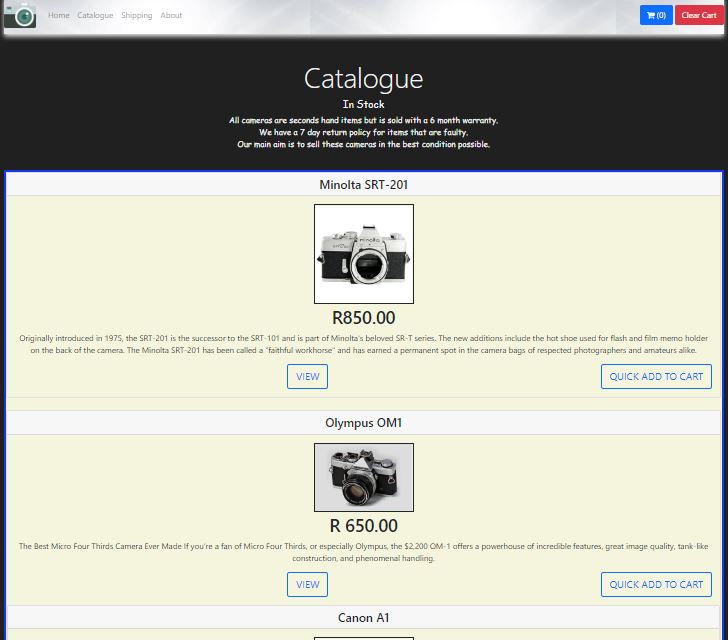 Home Catalogue Shipping About (0) Clear Cart
Catalogue
In Stock
All cameras are seconds hand items but is sold with a 6 month warranty.
We have a 7 day return policy for items that are faulty.
Our main aim is to sell these cameras in the best condition possible.
Minolta SRT-201
minolta
R850.00
Originally introduced in 1975, the SRT-201 is the successor to the SRT-101 and is part of Minolta's beloved SR-T series. The new additions include the hot shoe used for flash and film memo holder
on the back of the camera. The Minolta SRT-201 has been called a "faithful workhorse" and has earned a permanent spot in the camera bags of respected photographers and amateurs alike.
VIEW QUICK ADD TO CART
Olympus OM1
R 650.00
The Best Micro Four Thirds Camera Ever Made If you're a fan of Micro Four Thirds, or especially Olympus, the $2,200 OM-1 offers a powerhouse of incredible features, great image quality, tank-like
construction, and phenomenal handling.
VIEW QUICK ADD TO CART
Canon A1